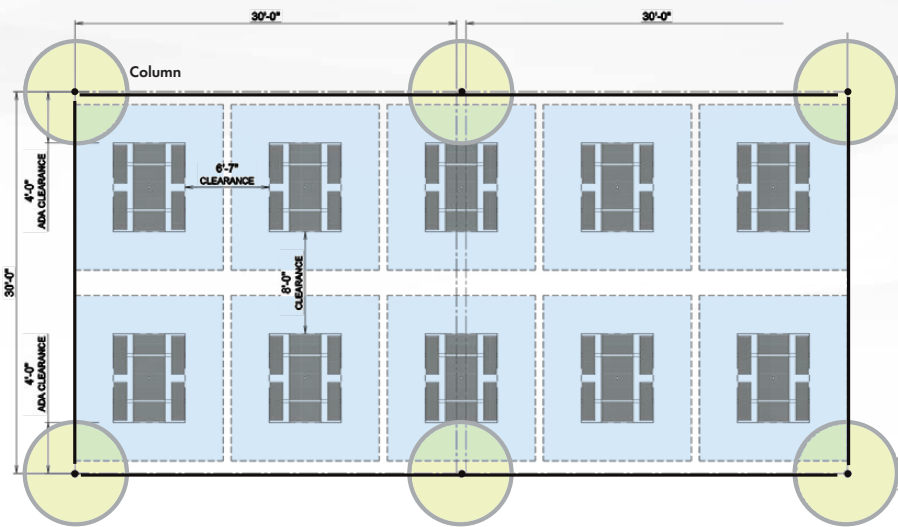 30'-0"
30'-0"
Column
6'-7"
CLEARANCE
4'-0"
ADA CLEARANCE
8'-0"
CLEARANCE
30'-0"
4'-0"
ADA CLEARANCE